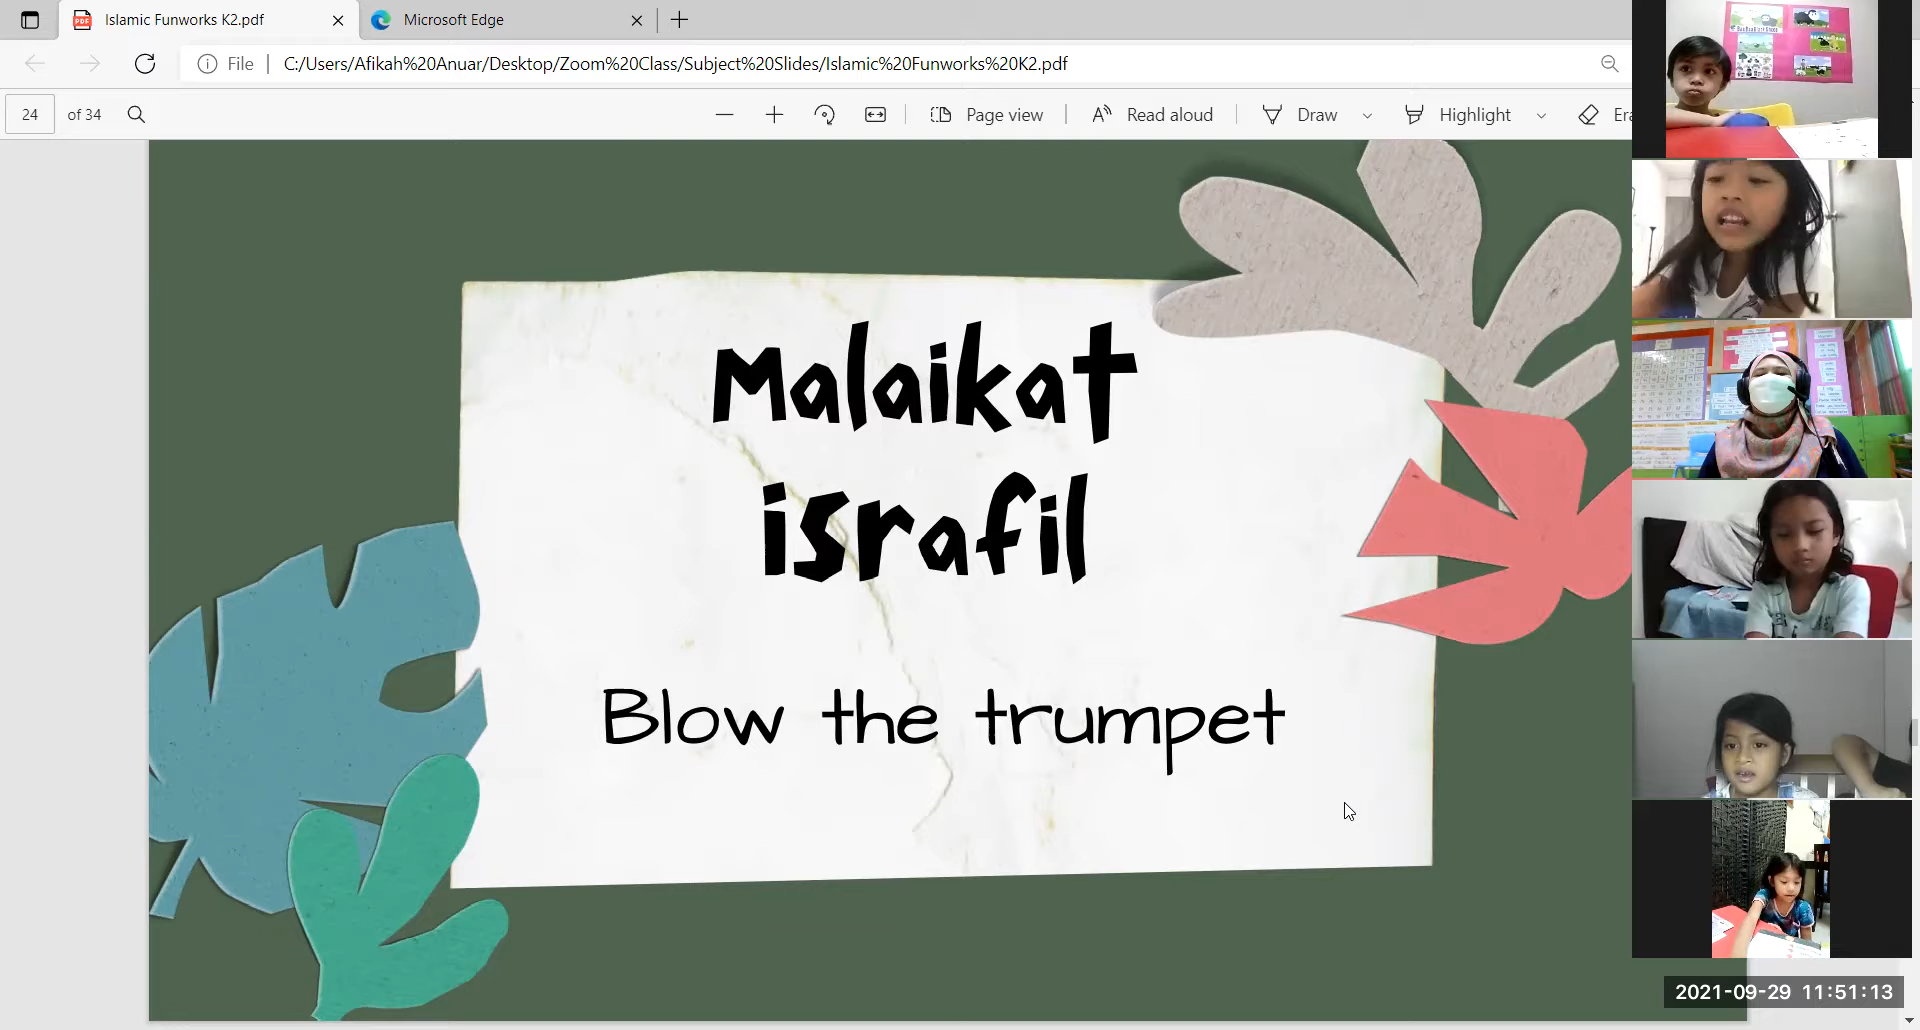 Islamic Funworks K2.pdf
Microsoft Edge
File
C:/Users/Afikah%20Anuar/Desktop/Zoom%20Class/Subject%20Slides/Islamic%20Funworks%20K2.pdf
24 of 34
Page view
Read aloud
Draw
Highlight
Era
Malaikat
israfil
Blow the trumpet
2021-09-29 11:51:13